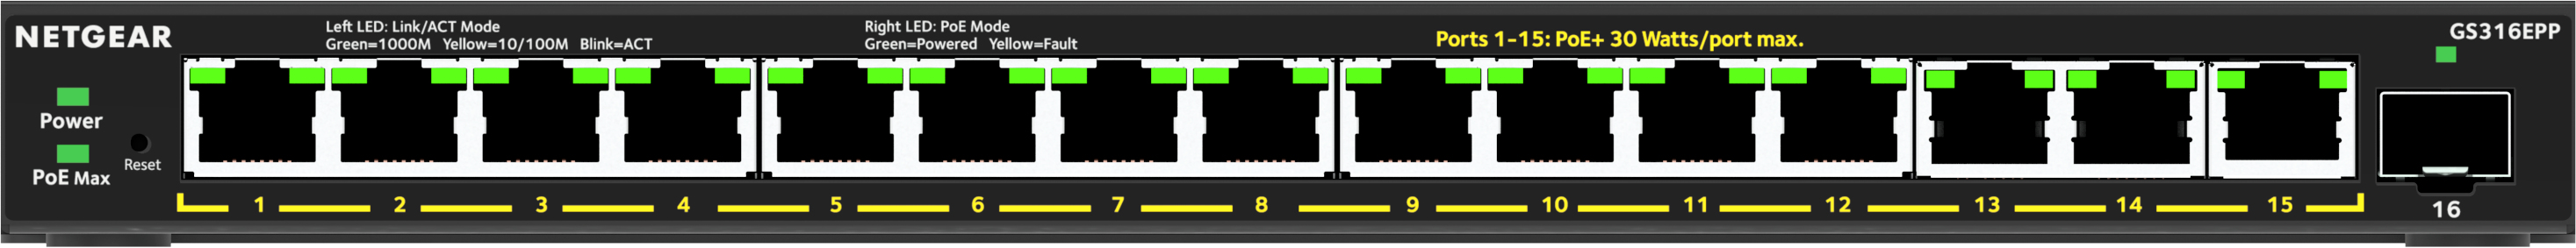 NETGEAR
Left LED: Link/ACT Mode
Green=1000M Yellow=10/100M Blink=ACT
Right LED: PoE Mode
Green=Powered Yellow=Fault
Ports 1-15: PoE+ 30 Watts/port max.
GS316EPP
Power
PoE Max
Reset
1 2 3 4 5 6 7 8 9 10 11 12 13 14 15
16